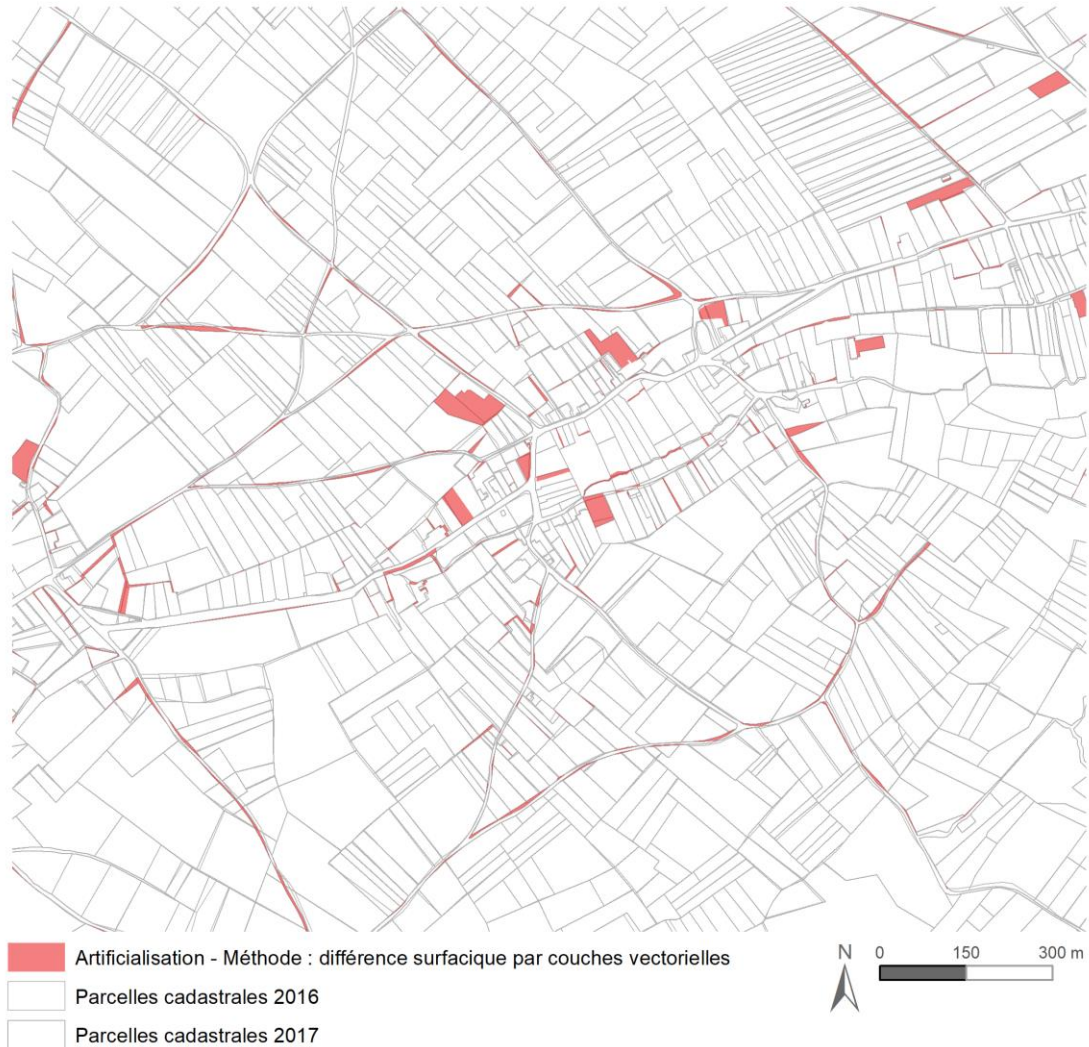 Artificialisation - Méthode : différence surfacique par couches vectorielles
Parcelles cadastrales 2016
Parcelles cadastrales 2017
N
0 150 300 m